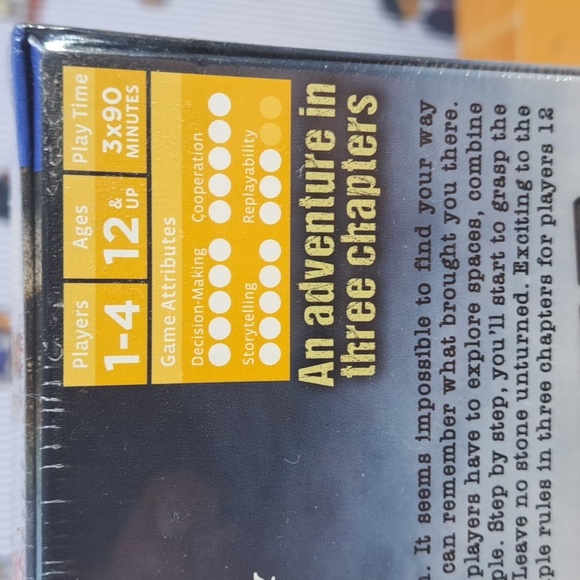 Players Ages Play Time
1-4 12 & UP 3x90 MINUTES
Game Attributes
Decision-Making Cooperation
Storytelling Replayability
An adventure in
three chapters
It seems impossible to find your way
can remember what brought you there.
players have to explore spaces, combine
Step by step, you'll start to grasp the
Leave no stone unturned. Exciting to the
rules in three chapters for players 12